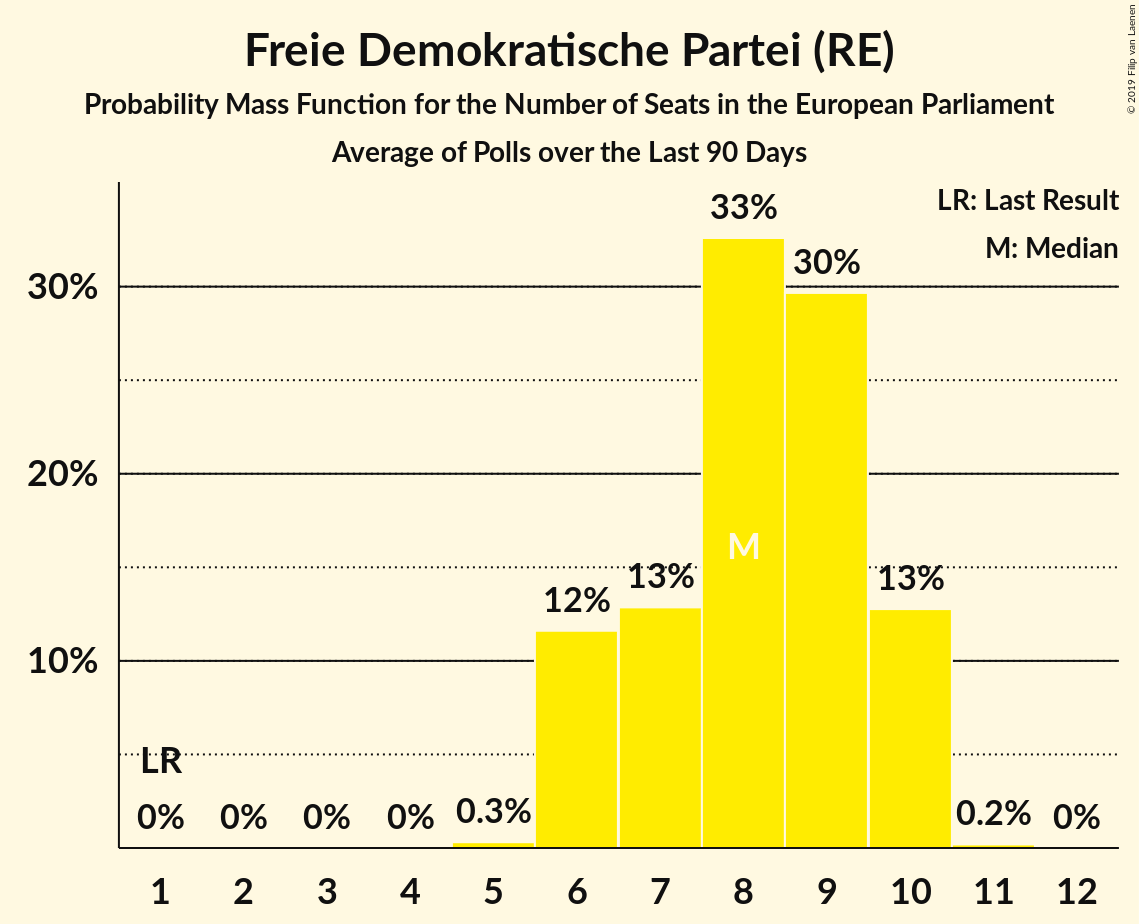 Freie Demokratische Partei (RE)
Probability Mass Function for the Number of Seats in the European Parliament
Average of Polls over the Last 90 Days
© 2019 Filip van Laenen
LR: Last Result
M: Median
33%
30%
30%
20%
M
13%
13%
12%
10%
LR
0%
0%
0%
0%
0.3%
0.2%
0%
1 2 3 4 5 6 7 8 9 10 11 12